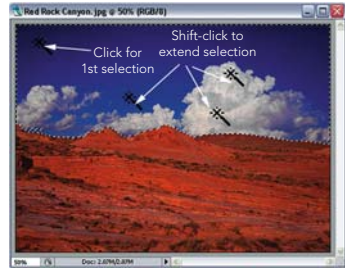 Red Rock Canyon.jpg @ 50% (RGB/8)
Shift-click to
extend selection
Click for
1st selection
50%
Doc: 2.87M/2.87M